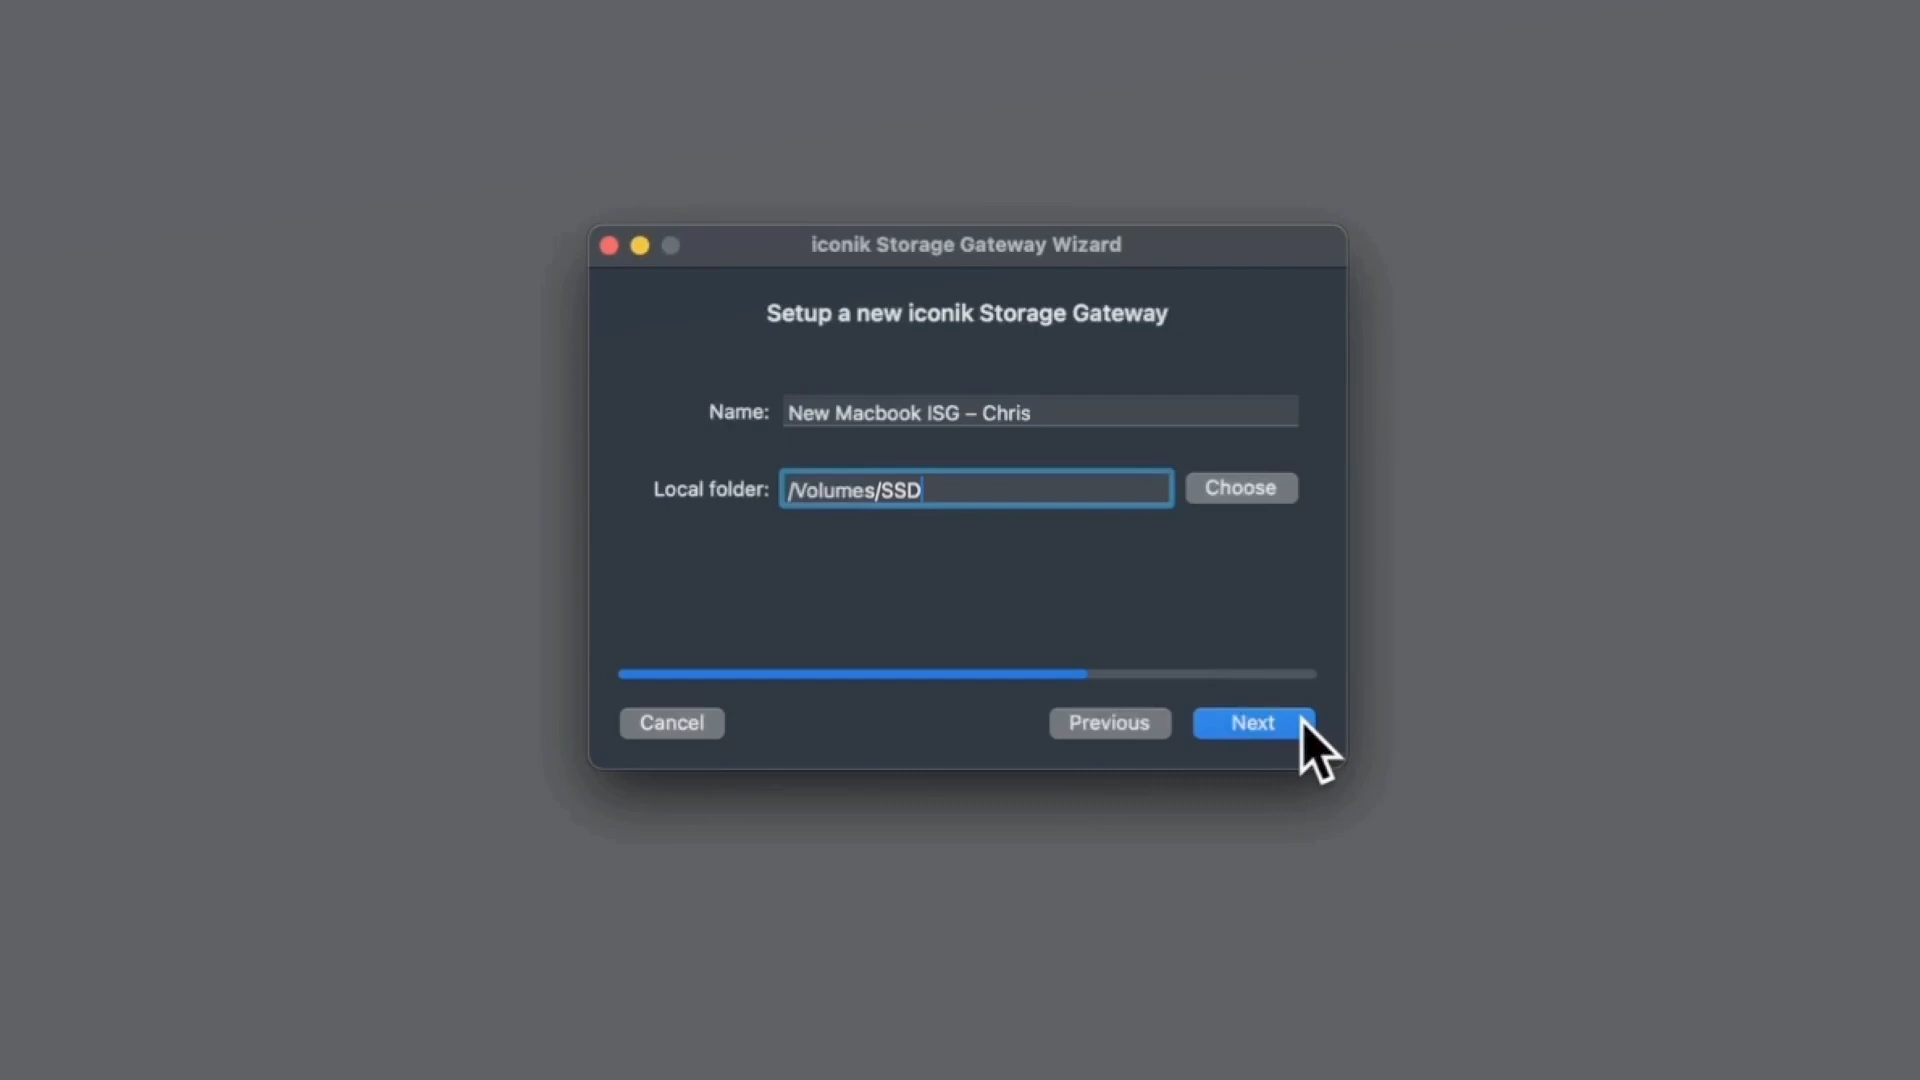 iconik Storage Gateway Wizard
Setup a new iconik Storage Gateway
Name: New Macbook ISG – Chris
Local folder: /Volumes/SSD Choose
Cancel Previous Next